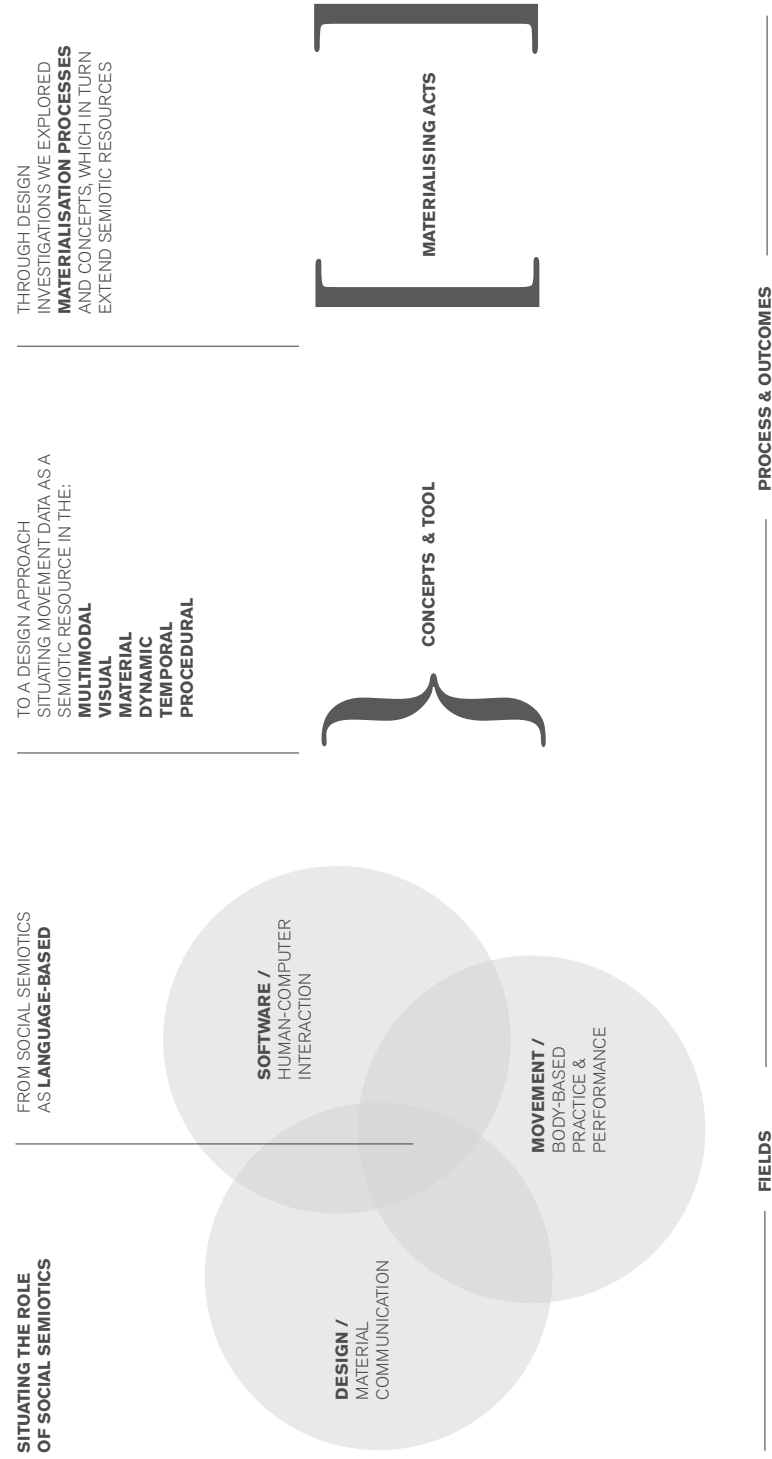 SITUATING THE ROLE
OF SOCIAL SEMIOTICS
FROM SOCIAL SEMIOTICS
AS LANGUAGE-BASED
TO A DESIGN APPROACH
SITUATING MOVEMENT DATA AS A
SEMIOTIC RESOURCE IN THE:
MULTIMODAL
VISUAL
MATERIAL
DYNAMIC
TEMPORAL
PROCEDURAL
THROUGH DESIGN
INVESTIGATIONS WE EXPLORED
MATERIALISATION PROCESSES
AND CONCEPTS, WHICH IN TURN
EXTEND SEMIOTIC RESOURCES
DESIGN /
MATERIAL
COMMUNICATION
SOFTWARE /
HUMAN-COMPUTER
INTERACTION
MOVEMENT /
BODY-BASED
PRACTICE &
PERFORMANCE
CONCEPTS & TOOL
MATERIALISING ACTS
FIELDS
PROCESS & OUTCOMES